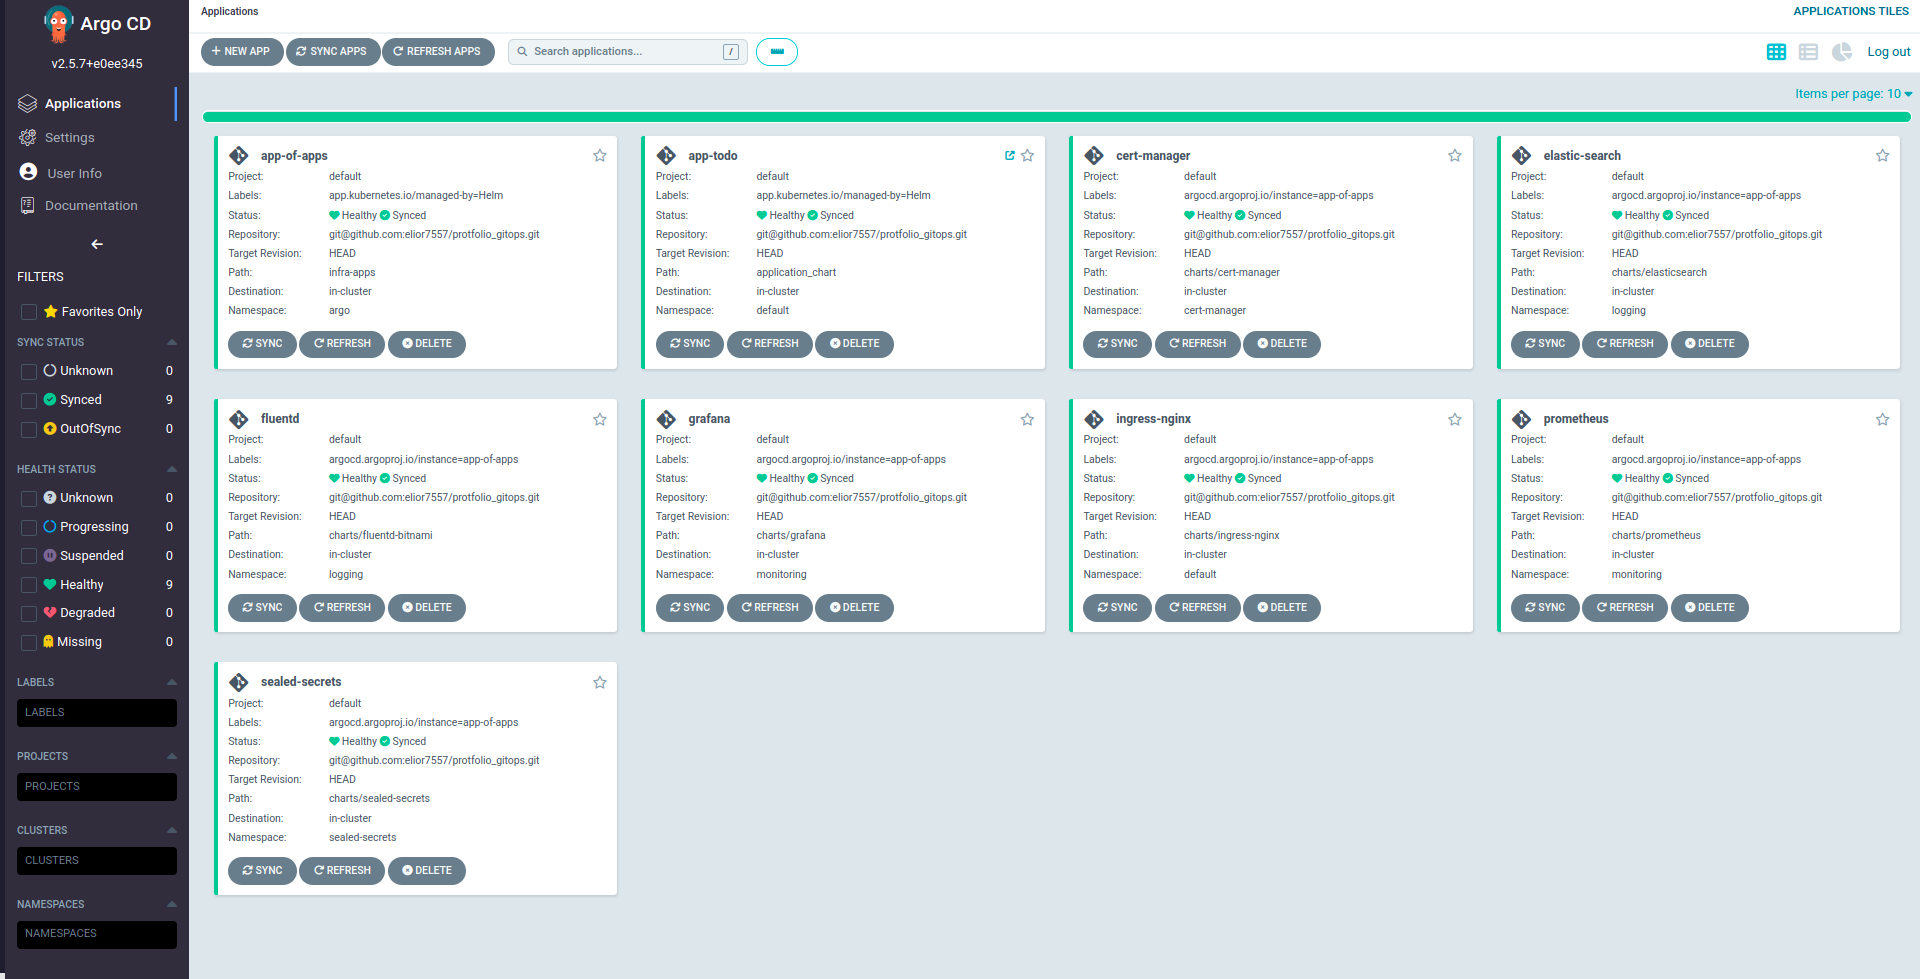 Argo CD
v2.5.7+e0ee345
Applications
Settings
User Info
Documentation
FILTERS
Favorites Only
SYNC STATUS
Unknown 0
Synced 9
OutOfSync 0
HEALTH STATUS
Unknown 0
Progressing 0
Suspended 0
Healthy 9
Degraded 0
Missing 0
LABELS
LABELS
PROJECTS
PROJECTS
CLUSTERS
CLUSTERS
NAMESPACES
NAMESPACES
Applications
APPLICATIONS TILES
NEW APP
SYNC APPS
REFRESH APPS
Search applications...
/
Log out
Items per page: 10
app-of-apps
Project: default
Labels: app.kubernetes.io/managed-by=Helm
Status: Healthy Synced
Repository: git@github.com:elior7557/protfolio_gitops.git
Target Revision: HEAD
Path: infra-apps
Destination: in-cluster
Namespace: argo
SYNC REFRESH DELETE
app-todo
Project: default
Labels: app.kubernetes.io/managed-by=Helm
Status: Healthy Synced
Repository: git@github.com:elior7557/protfolio_gitops.git
Target Revision: HEAD
Path: application_chart
Destination: in-cluster
Namespace: default
SYNC REFRESH DELETE
cert-manager
Project: default
Labels: argocd.argoproj.io/instance=app-of-apps
Status: Healthy Synced
Repository: git@github.com:elior7557/protfolio_gitops.git
Target Revision: HEAD
Path: charts/cert-manager
Destination: in-cluster
Namespace: cert-manager
SYNC REFRESH DELETE
elastic-search
Project: default
Labels: argocd.argoproj.io/instance=app-of-apps
Status: Healthy Synced
Repository: git@github.com:elior7557/protfolio_gitops.git
Target Revision: HEAD
Path: charts/elasticsearch
Destination: in-cluster
Namespace: logging
SYNC REFRESH DELETE
fluentd
Project: default
Labels: argocd.argoproj.io/instance=app-of-apps
Status: Healthy Synced
Repository: git@github.com:elior7557/protfolio_gitops.git
Target Revision: HEAD
Path: charts/fluentd-bitnami
Destination: in-cluster
Namespace: logging
SYNC REFRESH DELETE
grafana
Project: default
Labels: argocd.argoproj.io/instance=app-of-apps
Status: Healthy Synced
Repository: git@github.com:elior7557/protfolio_gitops.git
Target Revision: HEAD
Path: charts/grafana
Destination: in-cluster
Namespace: monitoring
SYNC REFRESH DELETE
ingress-nginx
Project: default
Labels: argocd.argoproj.io/instance=app-of-apps
Status: Healthy Synced
Repository: git@github.com:elior7557/protfolio_gitops.git
Target Revision: HEAD
Path: charts/ingress-nginx
Destination: in-cluster
Namespace: default
SYNC REFRESH DELETE
prometheus
Project: default
Labels: argocd.argoproj.io/instance=app-of-apps
Status: Healthy Synced
Repository: git@github.com:elior7557/protfolio_gitops.git
Target Revision: HEAD
Path: charts/prometheus
Destination: in-cluster
Namespace: monitoring
SYNC REFRESH DELETE
sealed-secrets
Project: default
Labels: argocd.argoproj.io/instance=app-of-apps
Status: Healthy Synced
Repository: git@github.com:elior7557/protfolio_gitops.git
Target Revision: HEAD
Path: charts/sealed-secrets
Destination: in-cluster
Namespace: sealed-secrets
SYNC REFRESH DELETE